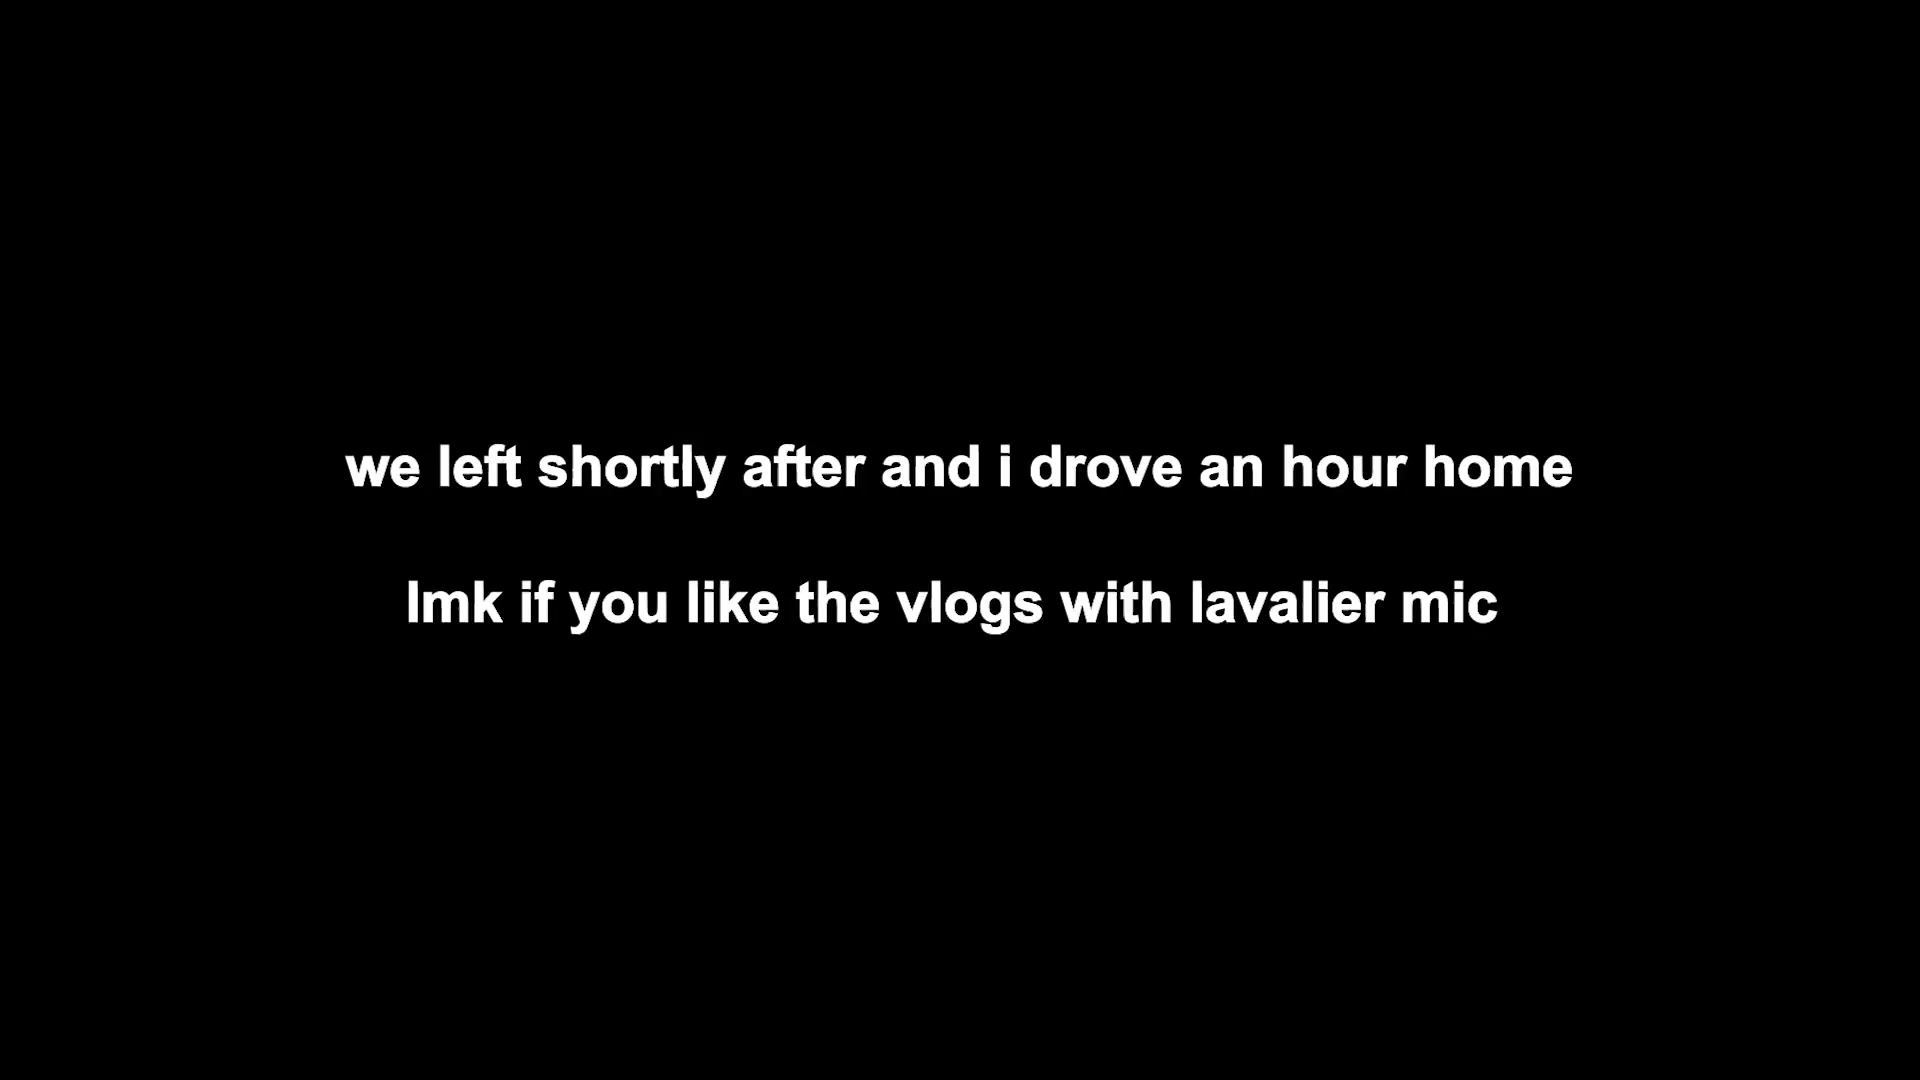 we left shortly after and i drove an hour home
lmk if you like the vlogs with lavalier mic